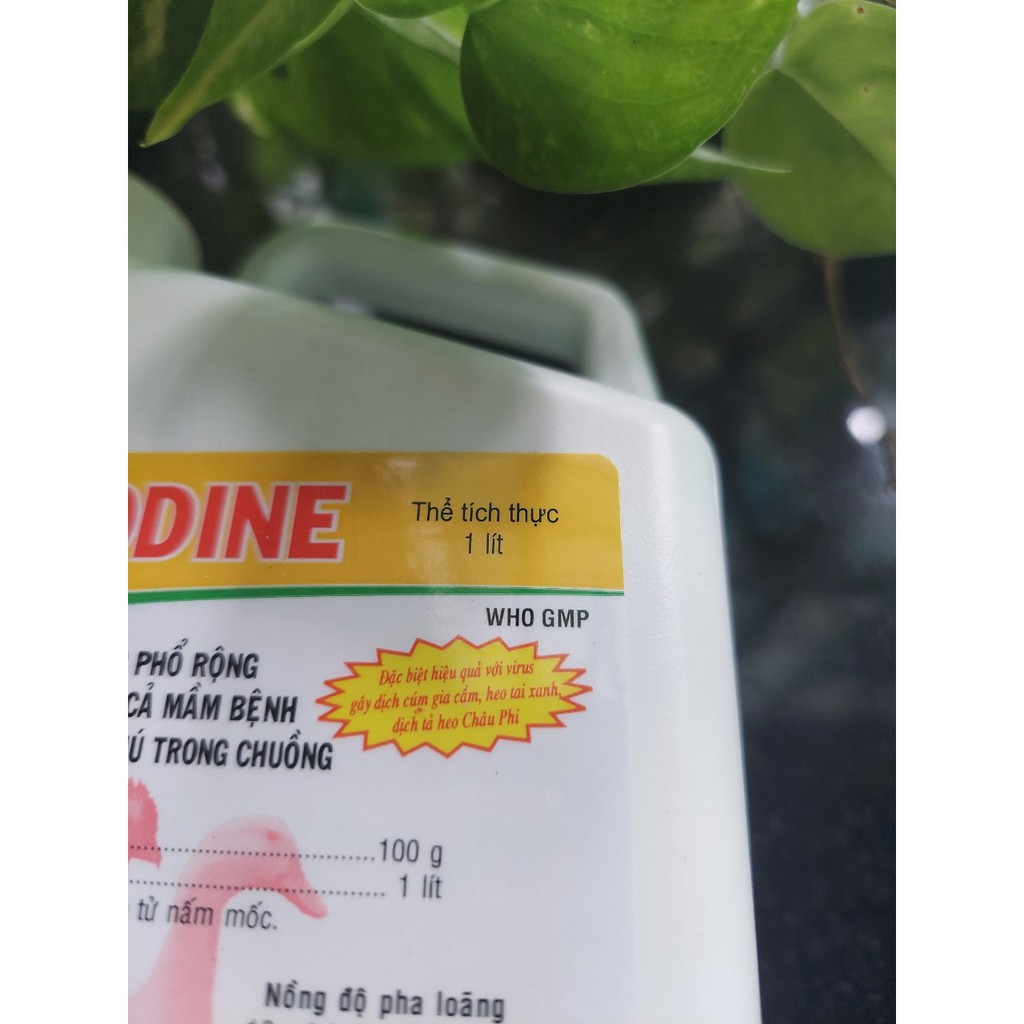 ODINE
Thể tích thực
1 lít
WHO GMP
PHỔ RỘNG
CẢ MẦM BỆNH
Ú TRONG CHUỒNG
Đặc biệt hiệu quả với virus
gây dịch cúm gia cầm, heo tai xanh,
dịch tả heo Châu Phi
100 g
1 lít
tử nấm mốc.
Nồng độ pha loãng